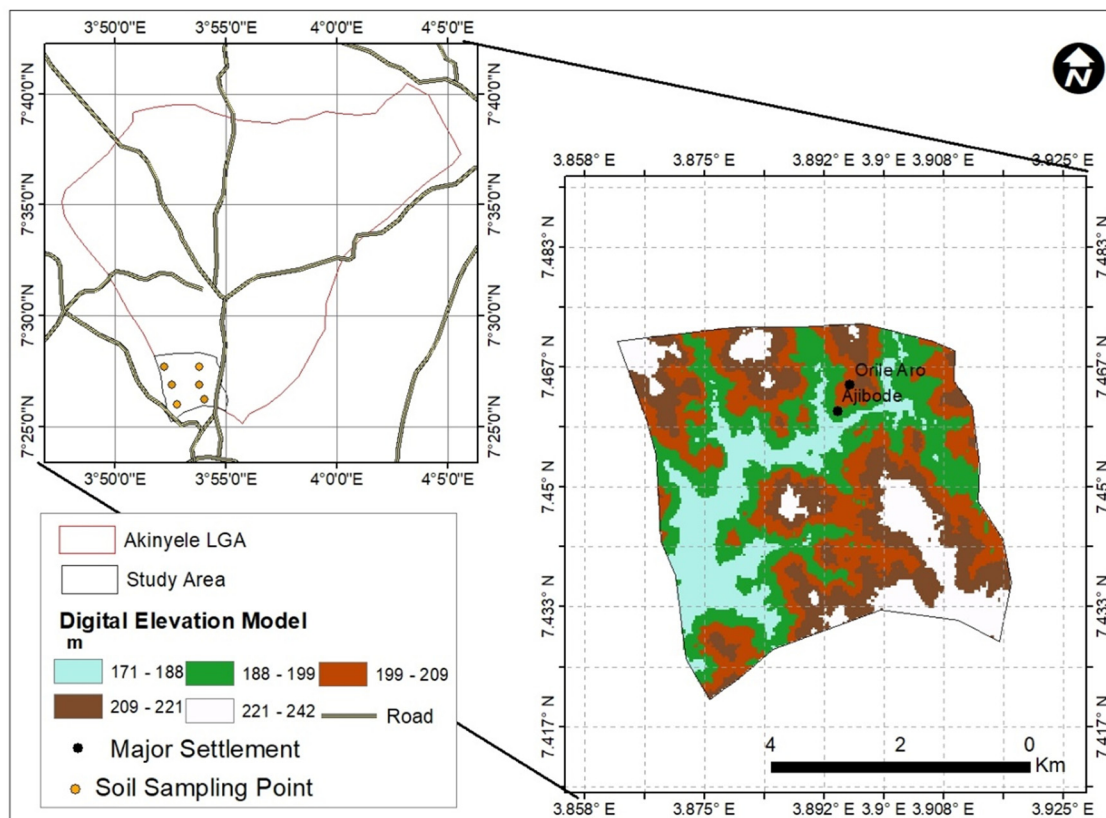 3°50'0"E 3°55'0"E 4°0'0"E 4°5'0"E
7°40'0"N 7°40'0"N
7°35'0"N 7°35'0"N
7°30'0"N 7°30'0"N
7°25'0"N 7°25'0"N
3°50'0"E 3°55'0"E 4°0'0"E 4°5'0"E
N
3.858° E 3.875° E 3.892° E 3.9° E 3.908° E 3.925° E
7.483° N 7.483° N
7.467° N 7.467° N
Orile Aro
Ajibode
7.45° N 7.45° N
7.433° N 7.433° N
7.417° N 7.417° N
4 2 0
Km
3.858° E 3.875° E 3.892° E 3.9° E 3.908° E 3.925° E
Akinyele LGA
Study Area
Digital Elevation Model
m
171 - 188 188 - 199 199 - 209
209 - 221 221 - 242 Road
Major Settlement
Soil Sampling Point